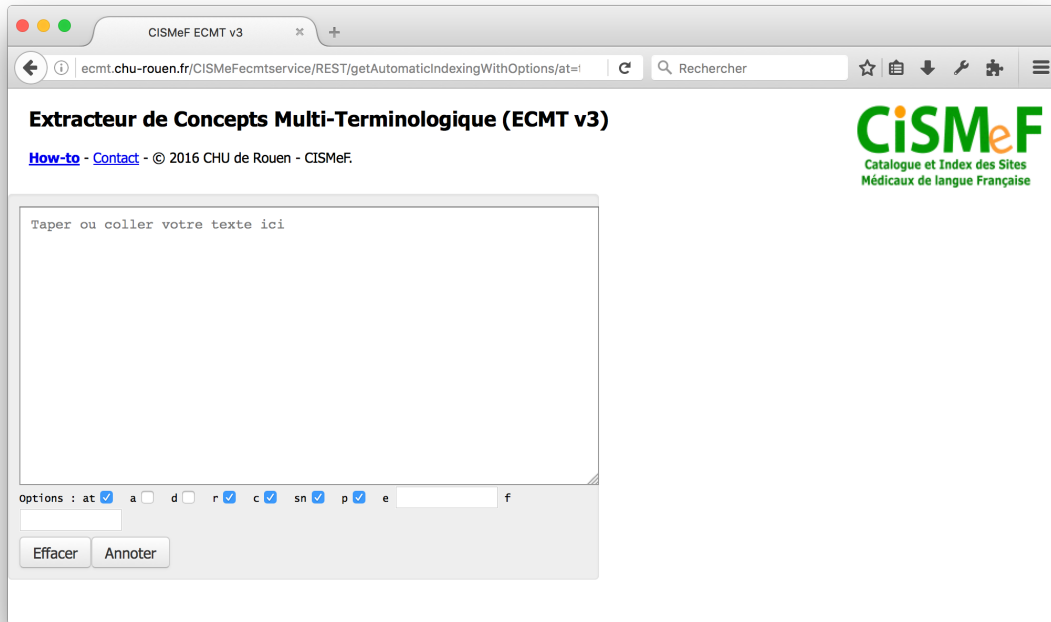 CISMeF ECMT v3
ecmt.chu-rouen.fr/CISMeFecmtservice/REST/getAutomaticIndexingWithOptions/at=
Rechercher
Extracteur de Concepts Multi-Terminologique (ECMT v3)
How-to - Contact - © 2016 CHU de Rouen - CISMeF.
CiSMeF
Catalogue et Index des Sites
Médicaux de langue Française
Taper ou coller votre texte ici
Options : at a d r c sn p e f
Effacer Annoter